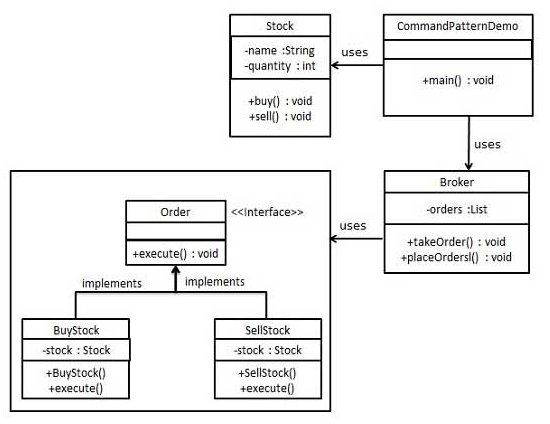 Stock
-name :String
-quantity : int
+buy() : void
+sell() : void
uses
CommandPatternDemo
+main() : void
uses
Broker
-orders :List
+takeOrder() : void
+placeOrdersl() : void
uses
Order
<<Interface>>
+execute() : void
implements
implements
BuyStock
-stock : Stock
+BuyStock()
+execute()
SellStock
-stock : Stock
+SellStock()
+execute()